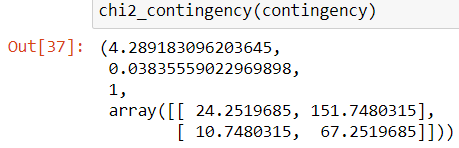 chi2_contingency(contingency)
Out[37]: (4.289183096203645,
0.03835559022969898,
1,
array([[ 24.2519685, 151.7480315],
[ 10.7480315, 67.2519685]]))